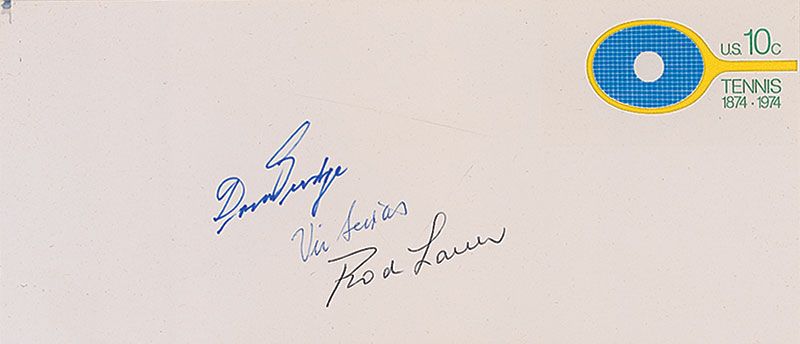 U.S. 10c
TENNIS
1874 · 1974
Don Budge
Vic Seixas
Rod Laver